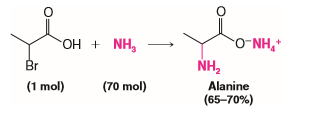 O O
OH + NH₃ ⟶ O⁻NH₄⁺
Br NH₂
(1 mol) (70 mol) Alanine
(65–70%)